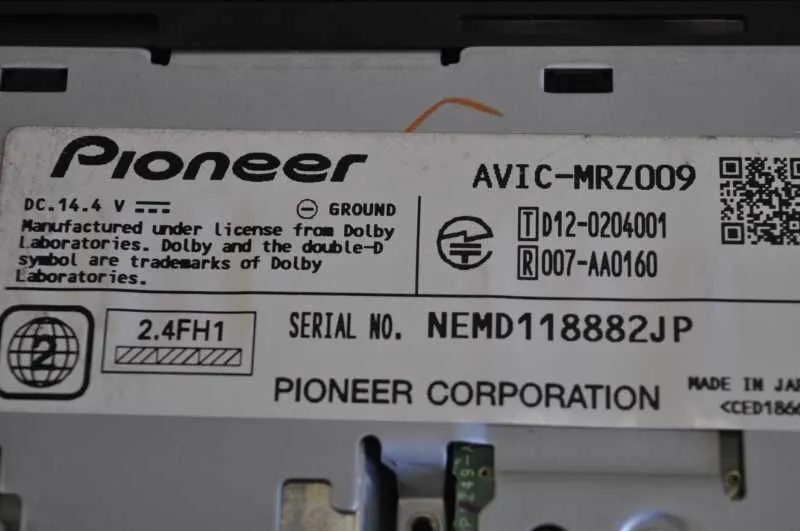 Pioneer
AVIC-MRZ009
DC.14.4 V
GROUND
Manufactured under license from Dolby
Laboratories. Dolby and the double-D
symbol are trademarks of Dolby
Laboratories.
T D12-0204001
R 007-AA0160
2
2.4FH1
SERIAL NO. NEMD118882JP
PIONEER CORPORATION
MADE IN
<CED186